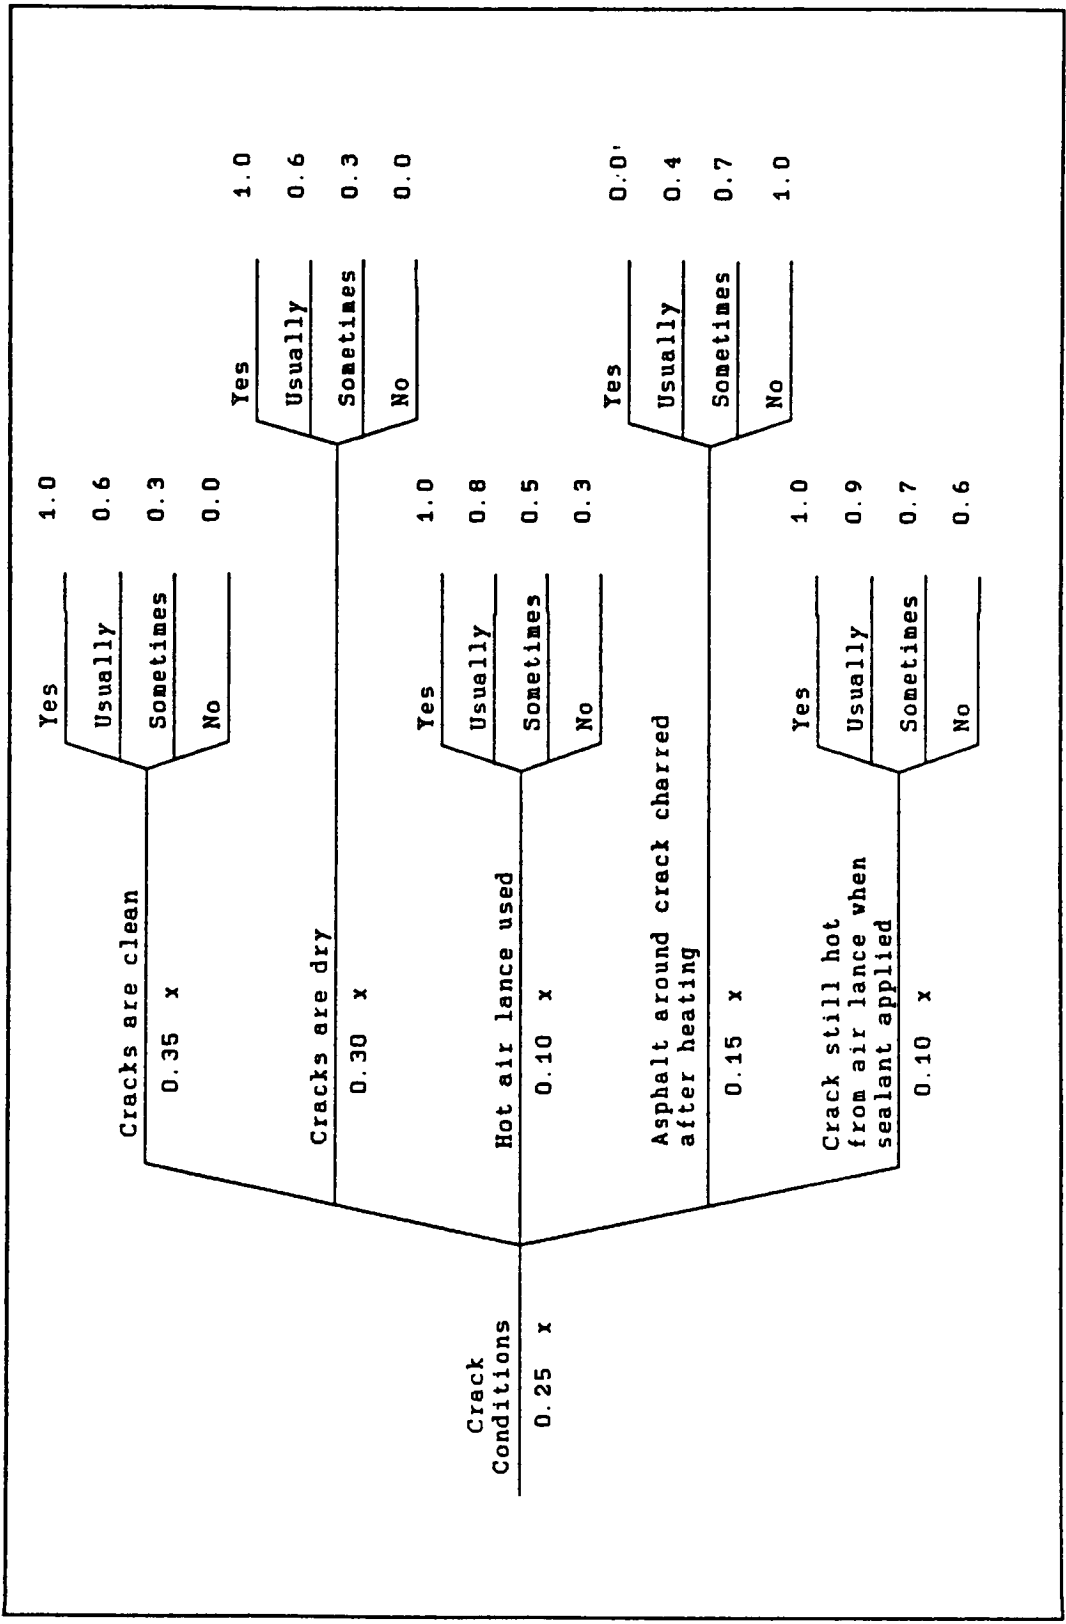 Crack
Conditions
0.25 x
Cracks are clean
0.35 x
Yes 1.0
Usually 0.6
Sometimes 0.3
No 0.0
Cracks are dry
0.30 x
Yes 1.0
Usually 0.6
Sometimes 0.3
No 0.0
Hot air lance used
0.10 x
Yes 1.0
Usually 0.8
Sometimes 0.5
No 0.3
Asphalt around crack charred
after heating
0.15 x
Yes 0.0
Usually 0.4
Sometimes 0.7
No 1.0
Crack still hot
from air lance when
sealant applied
0.10 x
Yes 1.0
Usually 0.9
Sometimes 0.7
No 0.6